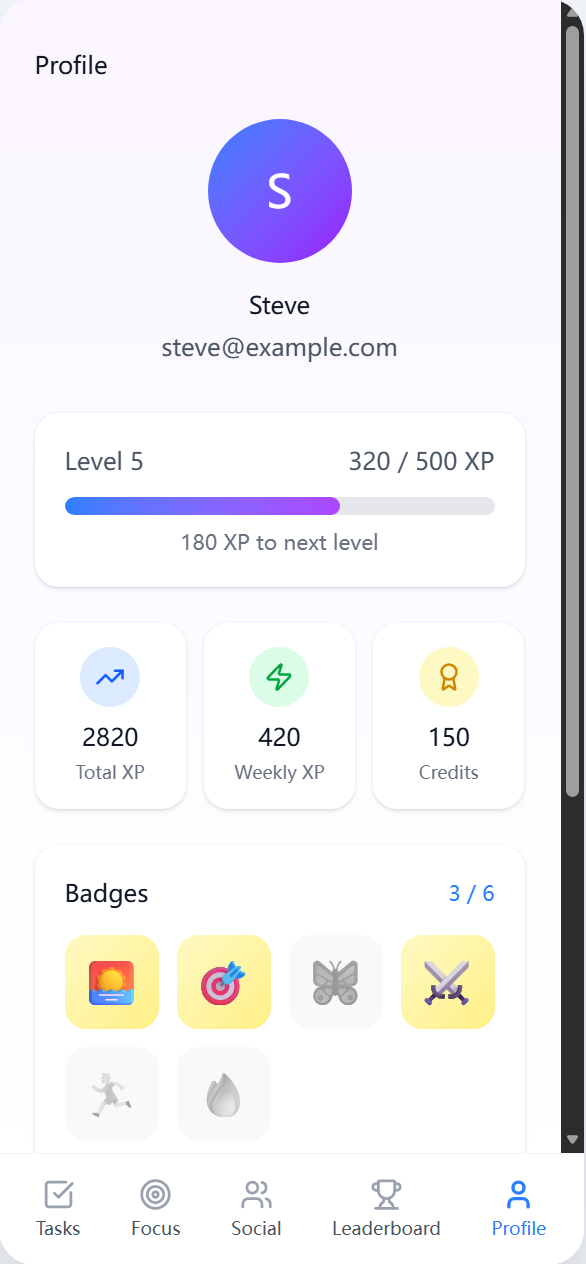 Profile
S
Steve
steve@example.com
Level 5 320 / 500 XP
180 XP to next level
2820 420 150
Total XP Weekly XP Credits
Badges 3 / 6
Tasks Focus Social Leaderboard Profile